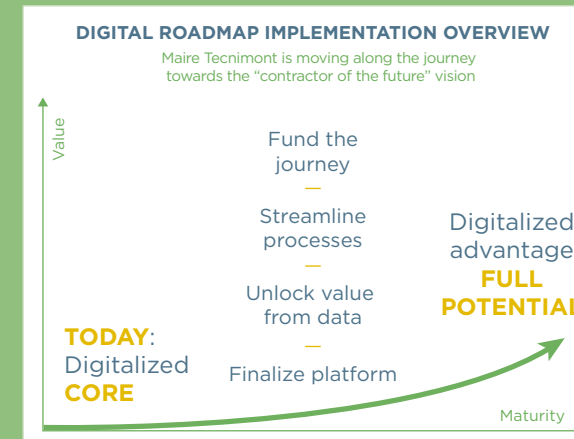 DIGITAL ROADMAP IMPLEMENTATION OVERVIEW
Maire Tecnimont is moving along the journey
towards the “contractor of the future” vision
Value
Fund the
journey
—
Streamline
processes
—
Unlock value
from data
—
Finalize platform
TODAY:
Digitalized
CORE
Digitalized
advantage
FULL
POTENTIAL
Maturity